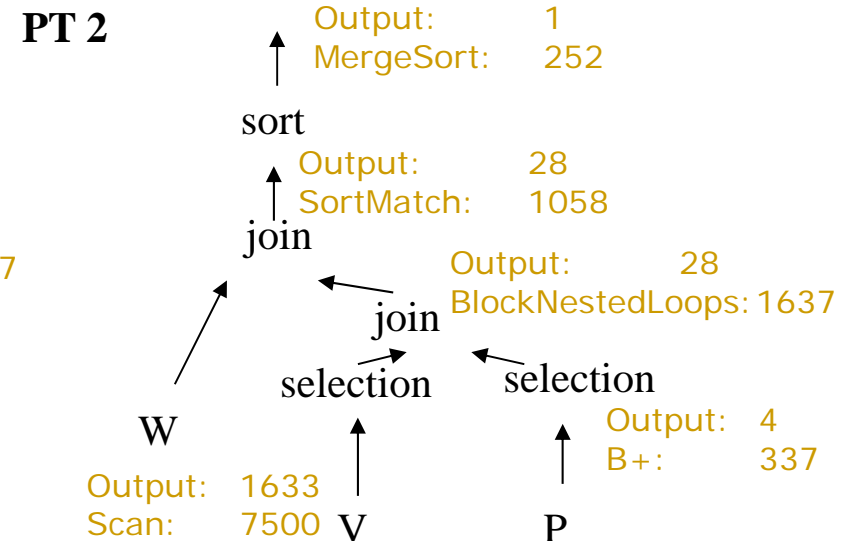 PT 2
Output: 1
MergeSort: 252
sort
Output: 28
SortMatch: 1058
join
7
Output: 28
BlockNestedLoops: 1637
join
selection
selection
W
Output: 4
B+: 337
Output: 1633
Scan: 7500
V
P